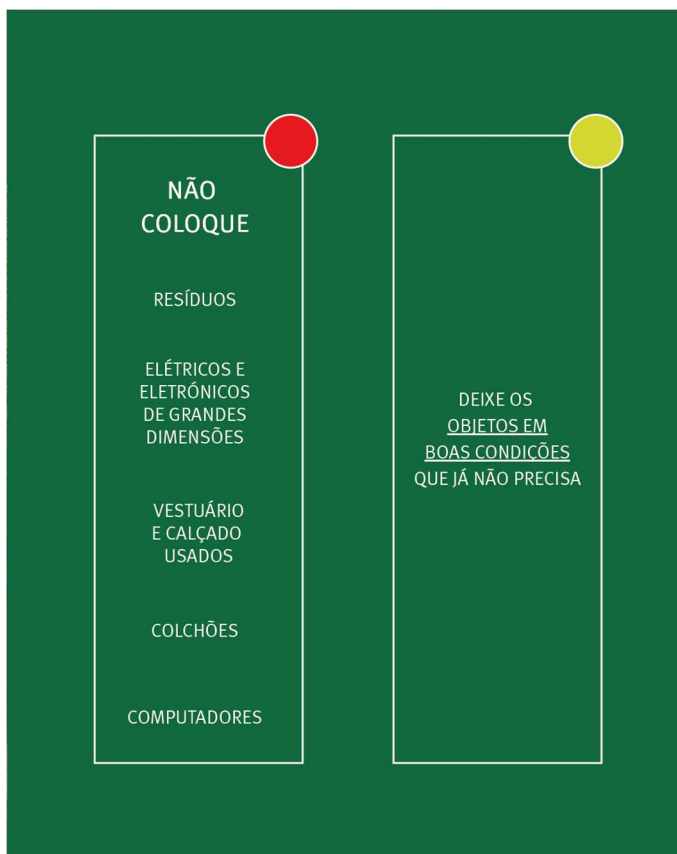 NÃO
COLOQUE
RESÍDUOS
ELÉTRICOS E
ELETRÓNICOS
DE GRANDES
DIMENSÕES
VESTUÁRIO
E CALÇADO
USADOS
COLCHÕES
COMPUTADORES
DEIXE OS
OBJETOS EM
BOAS CONDIÇÕES
QUE JÁ NÃO PRECISA